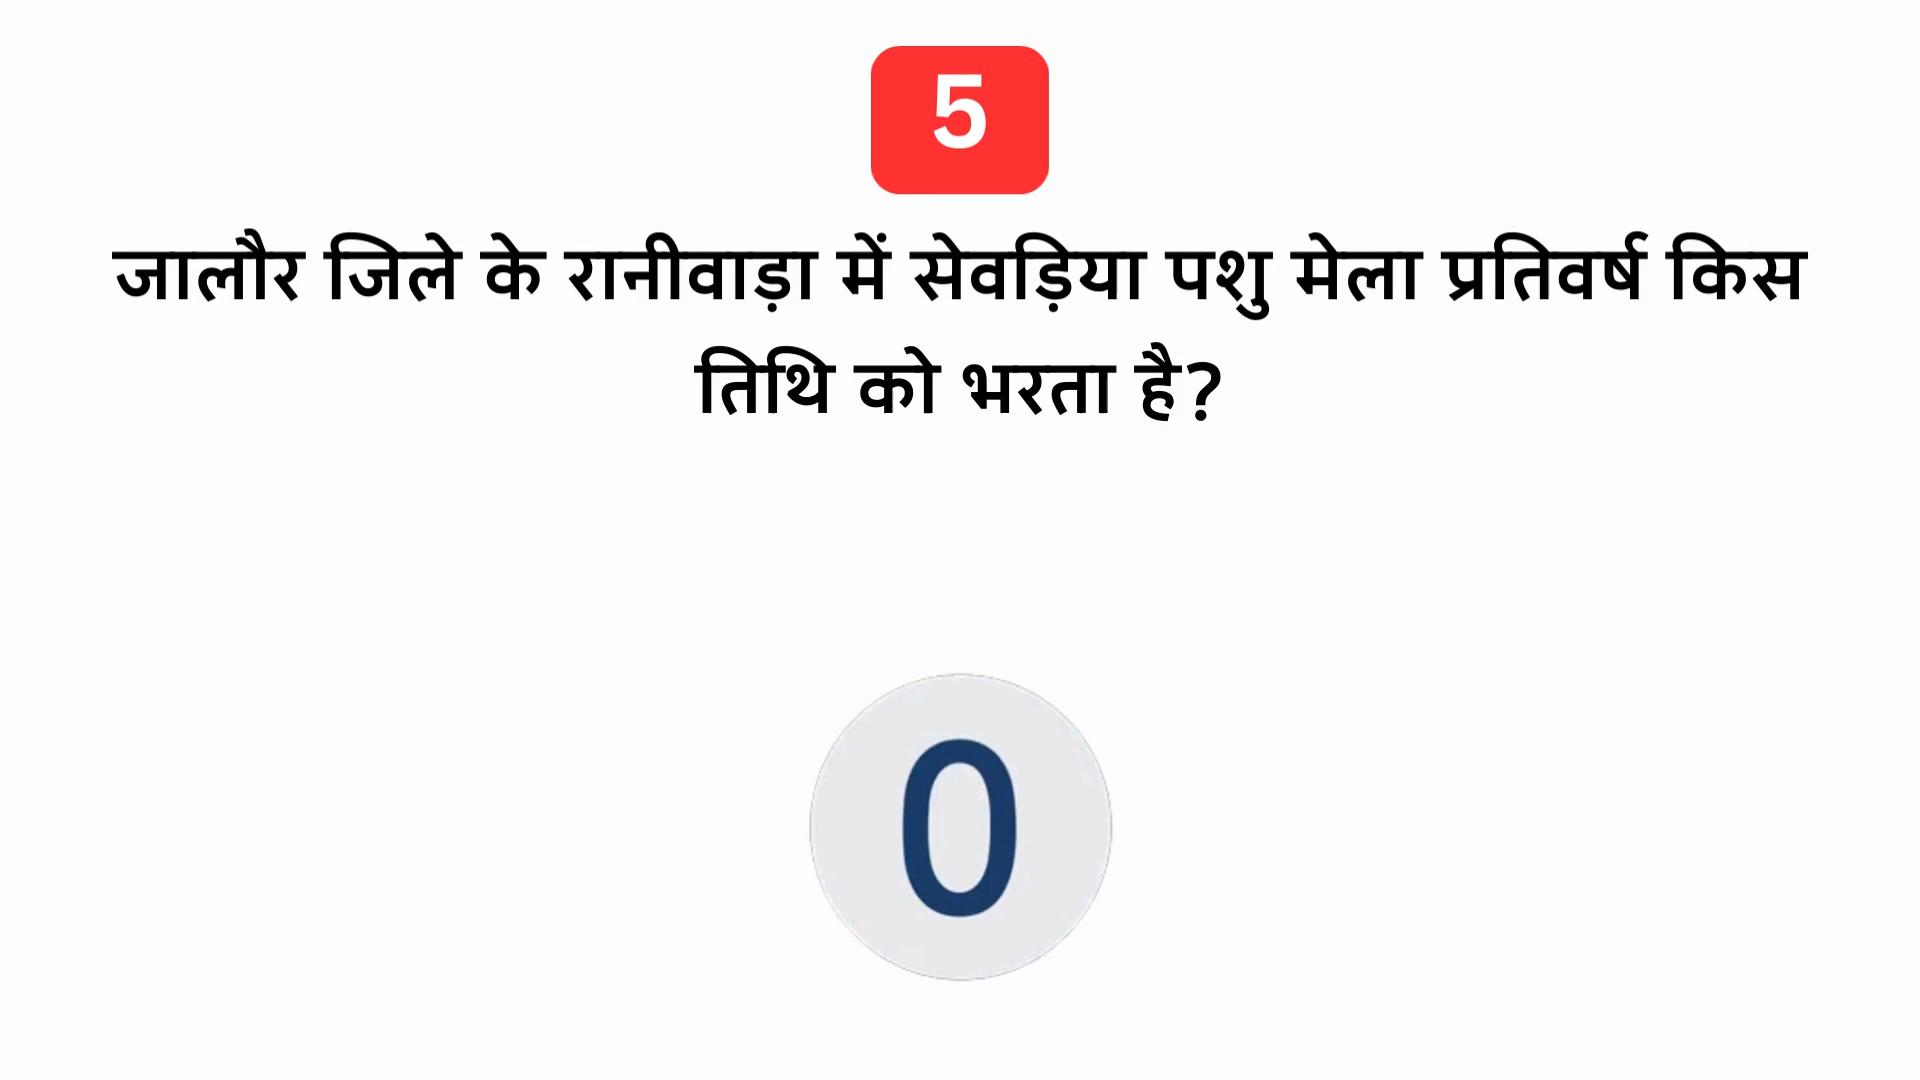 5
जालौर जिले के रानीवाड़ा में सेवड़िया पशु मेला प्रतिवर्ष किस
तिथि को भरता है?
0